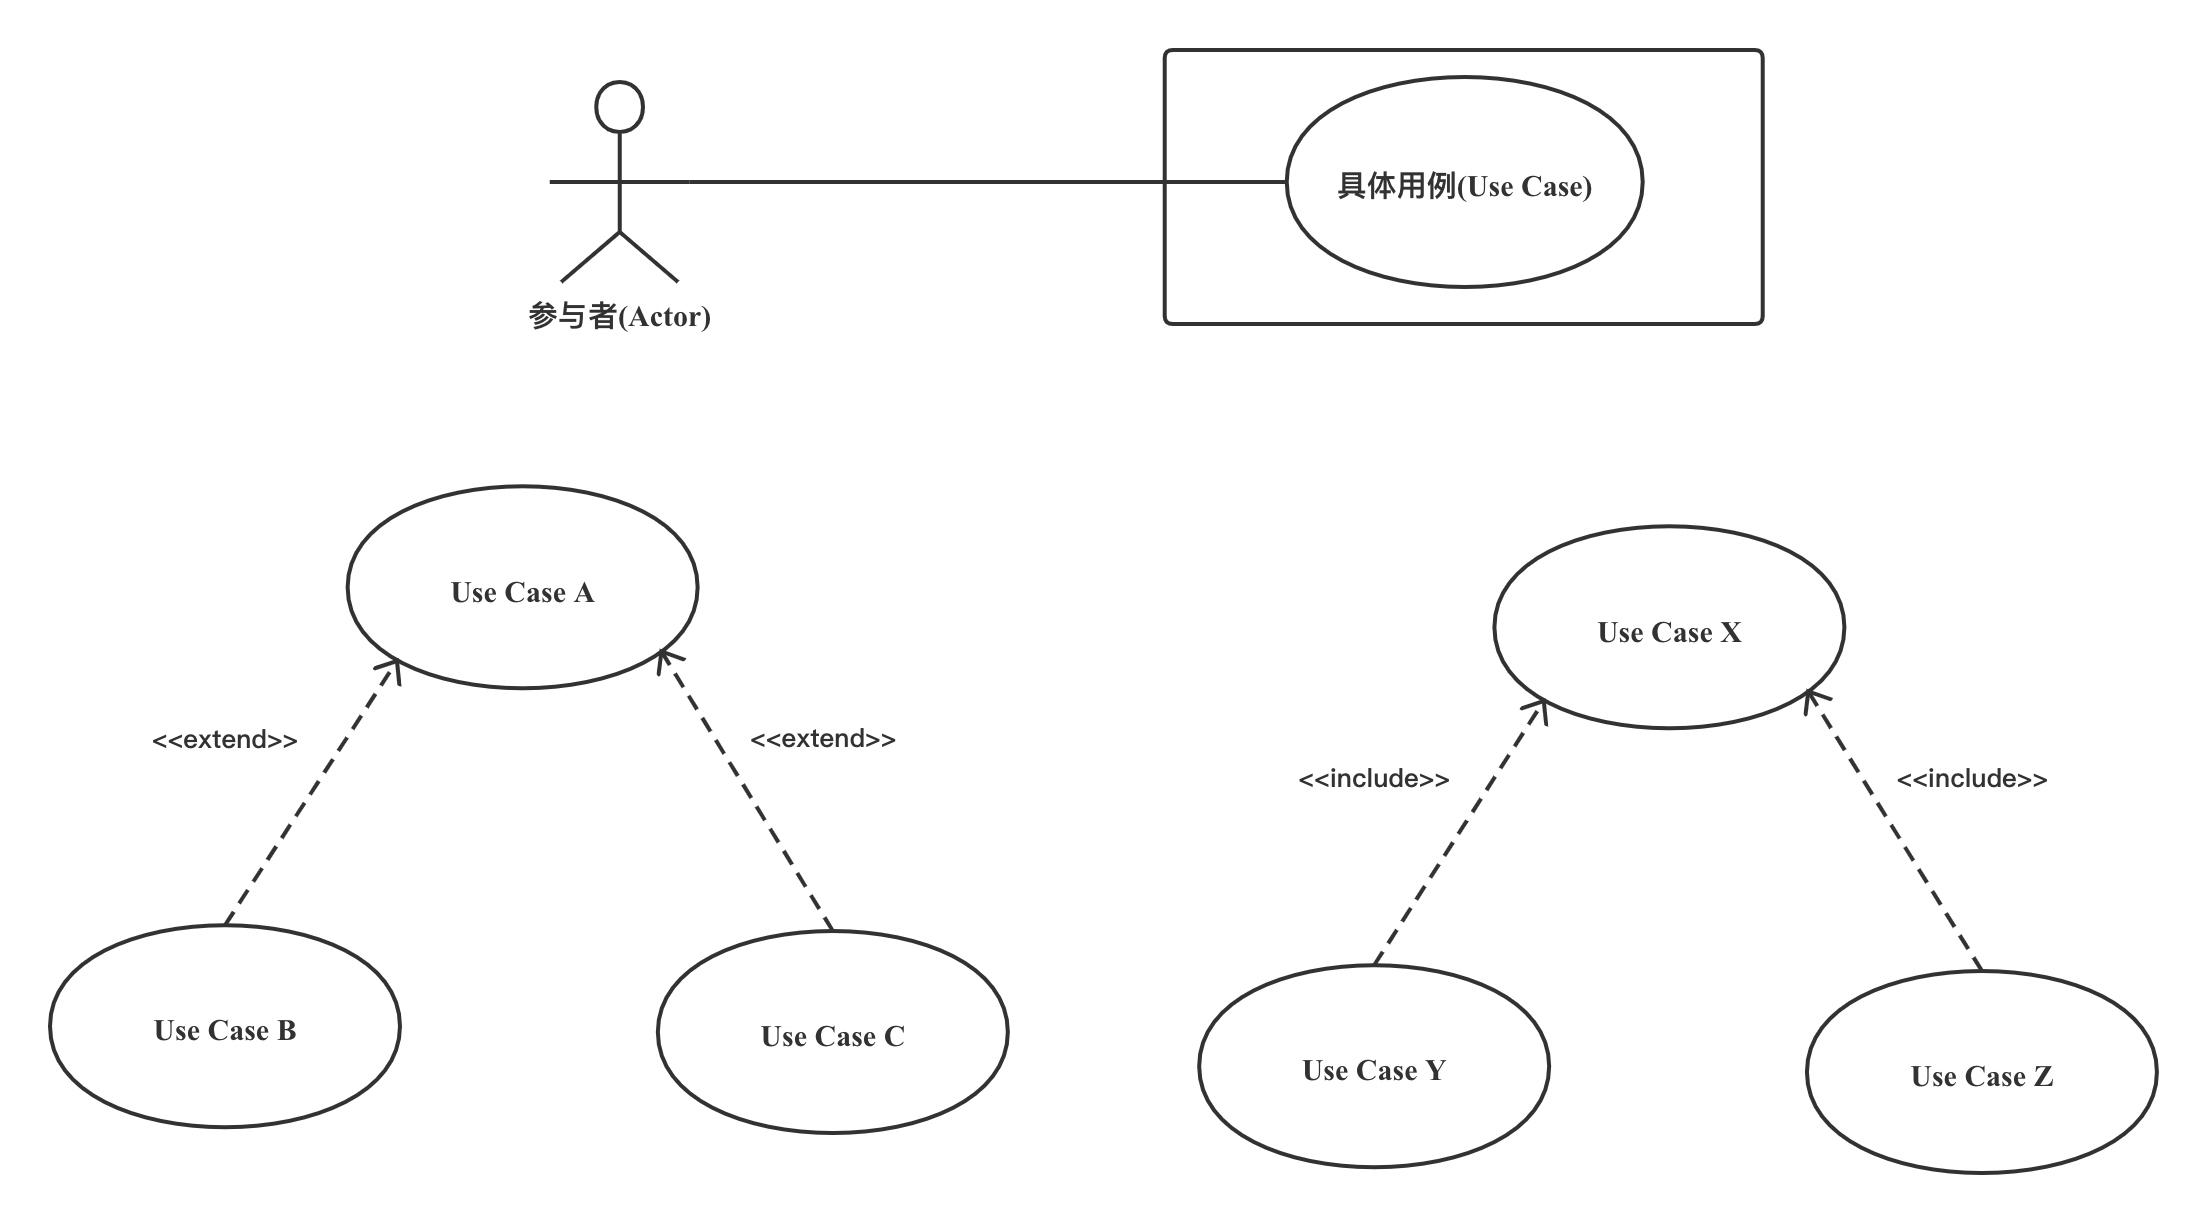 具体用例(Use Case)
参与者(Actor)
Use Case A
Use Case X
<<extend>>
<<extend>>
<<include>>
<<include>>
Use Case B
Use Case C
Use Case Y
Use Case Z